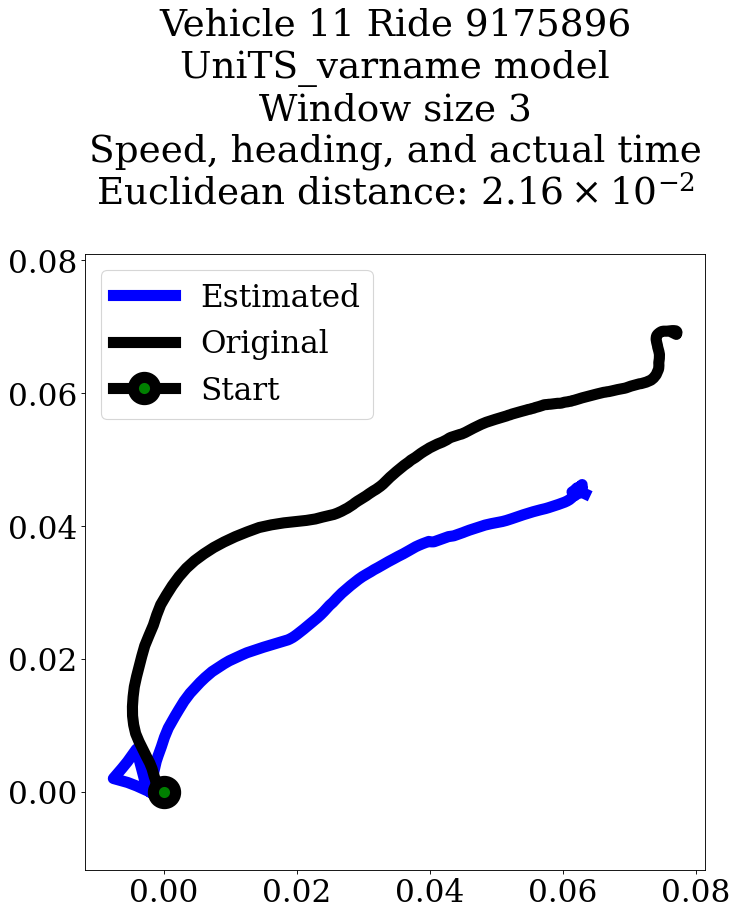 Vehicle 11 Ride 9175896
UniTS_varname model
Window size 3
Speed, heading, and actual time
Euclidean distance: 2.16 × 10⁻²
0.08
0.06
0.04
0.02
0.00
Estimated
Original
Start
0.00 0.02 0.04 0.06 0.08